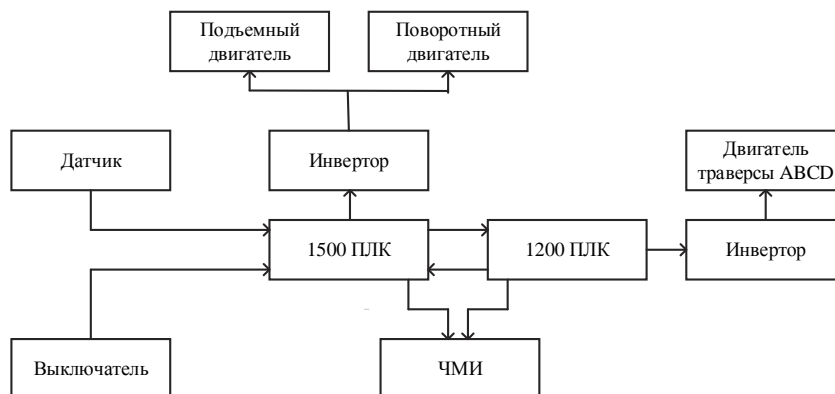 Подъемный
двигатель
Поворотный
двигатель
Датчик
Инвертор
Двигатель
траверсы ABCD
1500 ПЛК
1200 ПЛК
Инвертор
Выключатель
ЧМИ